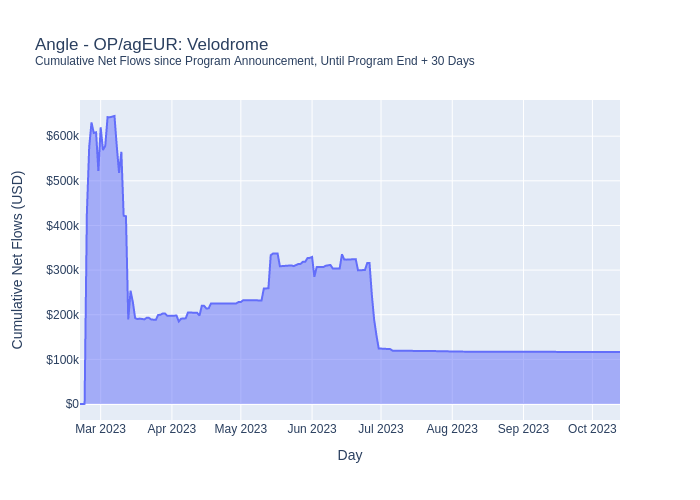 Angle - OP/agEUR: Velodrome
Cumulative Net Flows since Program Announcement, Until Program End + 30 Days
Cumulative Net Flows (USD)
$600k
$500k
$400k
$300k
$200k
$100k
$0
Mar 2023 Apr 2023 May 2023 Jun 2023 Jul 2023 Aug 2023 Sep 2023 Oct 2023
Day